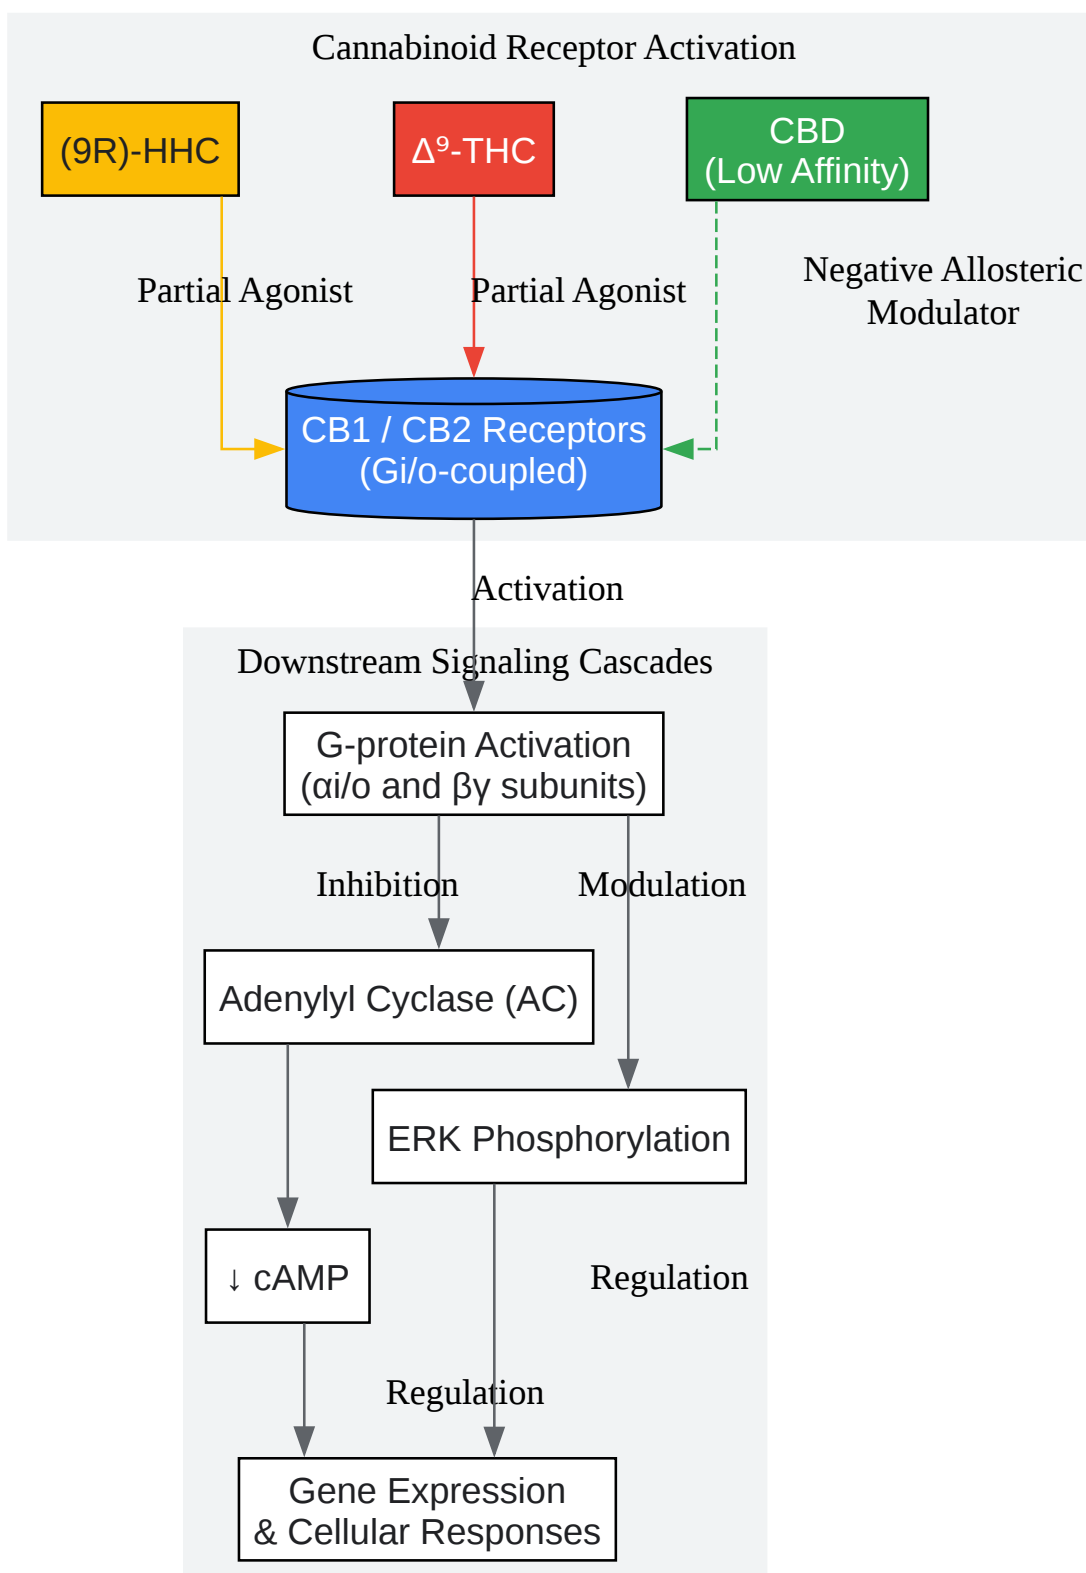 Cannabinoid Receptor Activation
(9R)-HHC
Δ⁹-THC
CBD
(Low Affinity)
Partial Agonist
Partial Agonist
Negative Allosteric
Modulator
CB1 / CB2 Receptors
(Gi/o-coupled)
Activation
Downstream Signaling Cascades
G-protein Activation
(αi/o and βγ subunits)
Inhibition
Modulation
Adenylyl Cyclase (AC)
ERK Phosphorylation
↓ cAMP
Regulation
Regulation
Gene Expression
& Cellular Responses